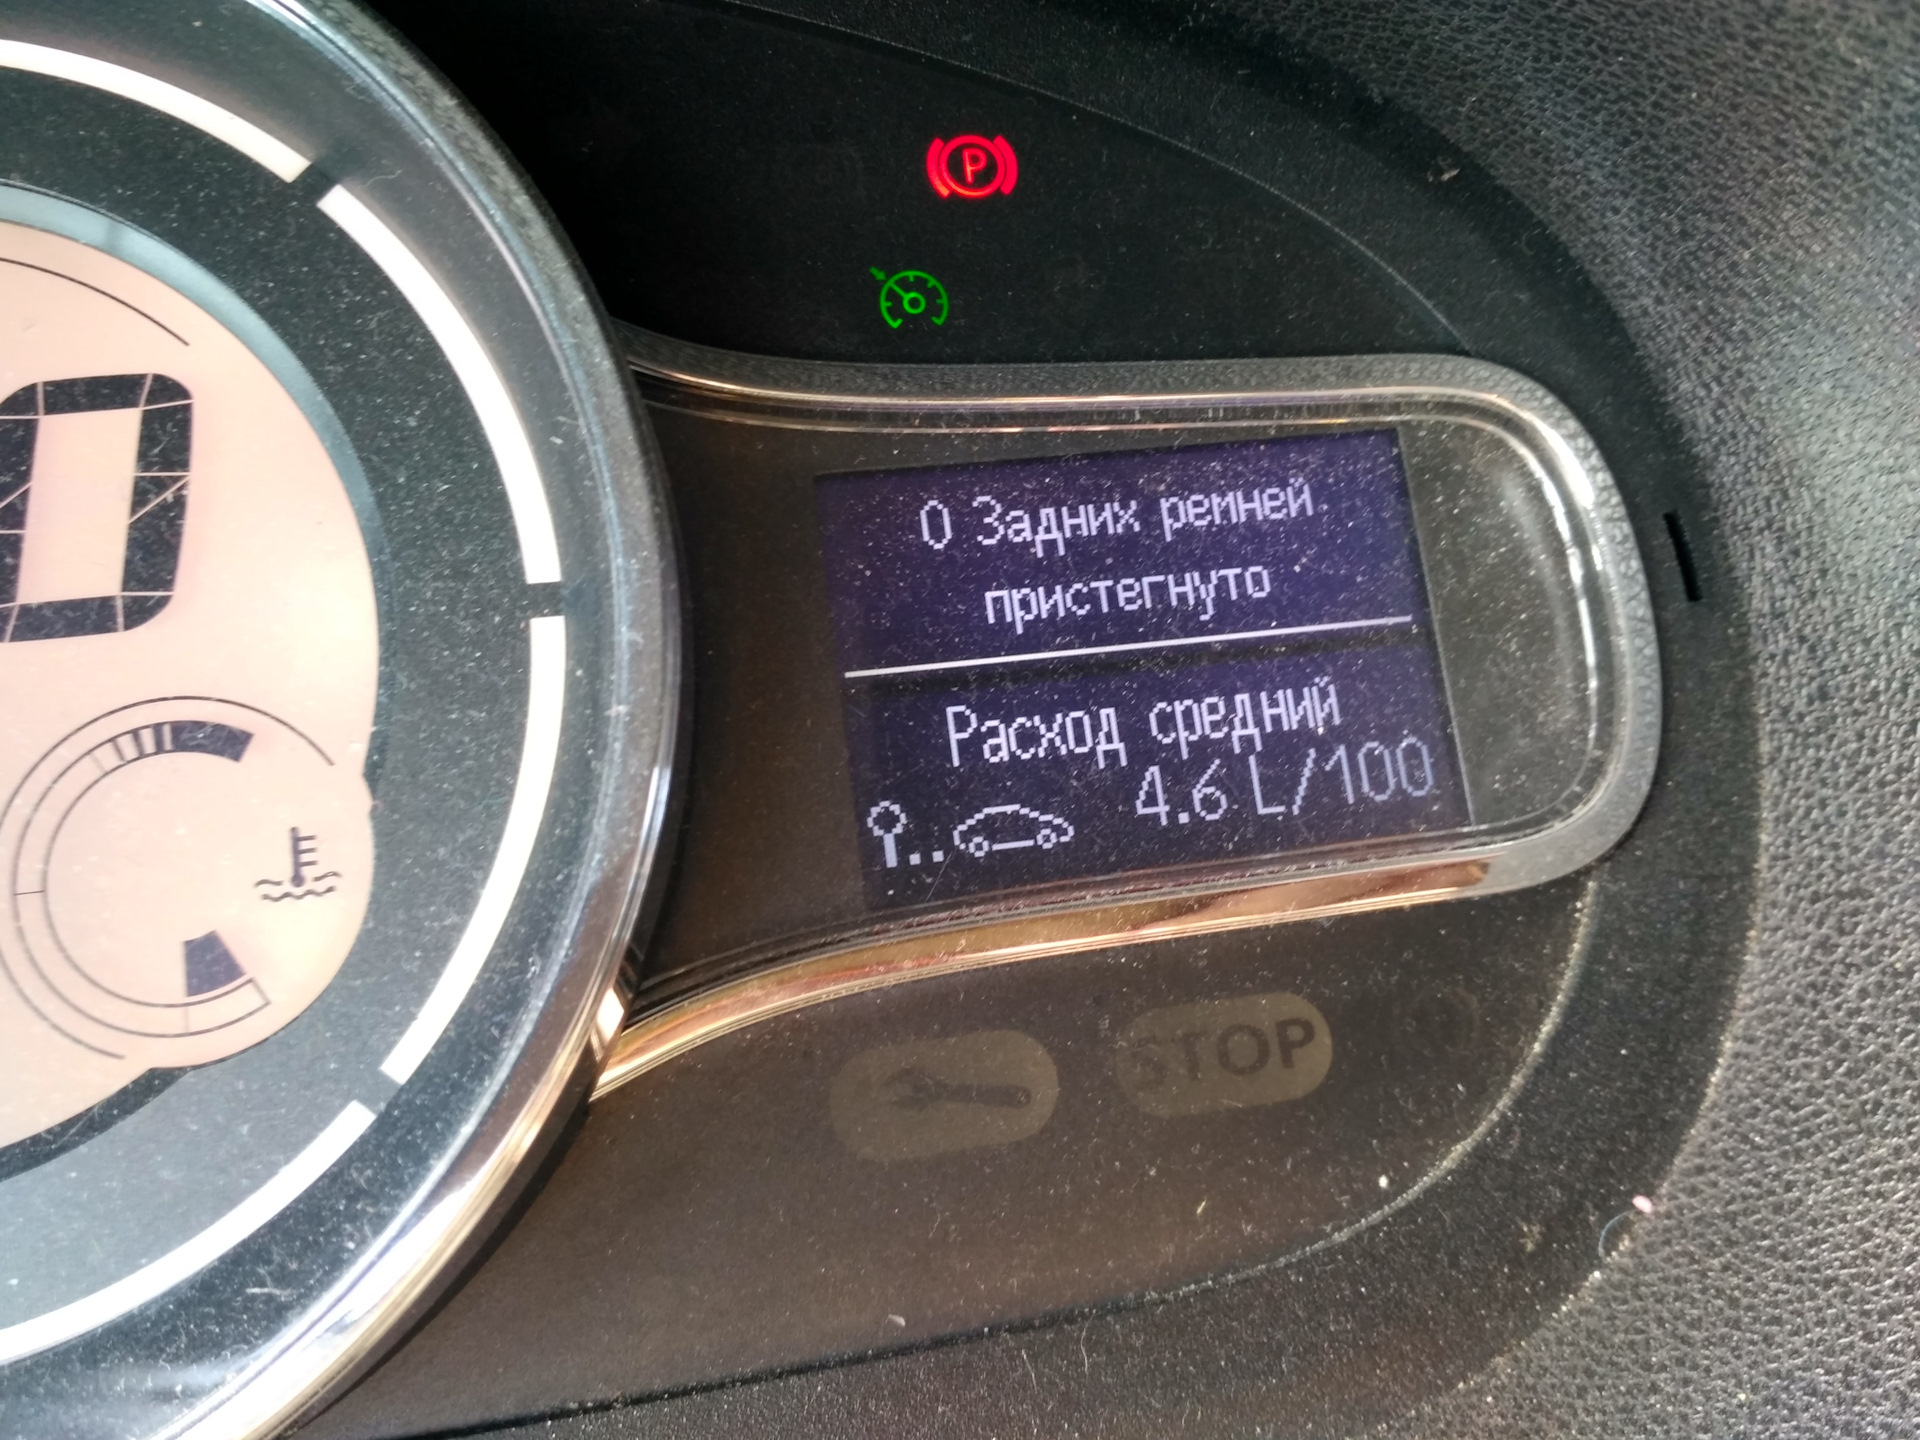 P
0 Задних ремней
пристегнуто
Расход средний
4.6 L/100
STOP